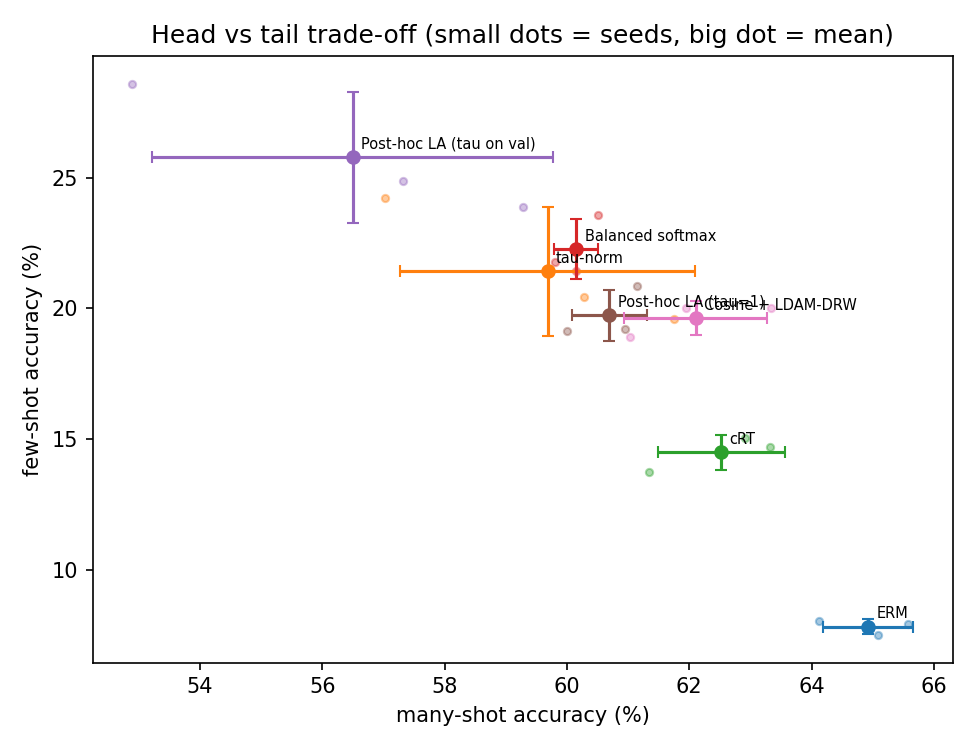 Head vs tail trade-off (small dots = seeds, big dot = mean)
few-shot accuracy (%)
25
20
15
10
Post-hoc LA (tau on val)
Balanced softmax
tau-norm
Post-hoc LA (tau=1)
Cosine + LDAM-DRW
cRT
ERM
54 56 58 60 62 64 66
many-shot accuracy (%)